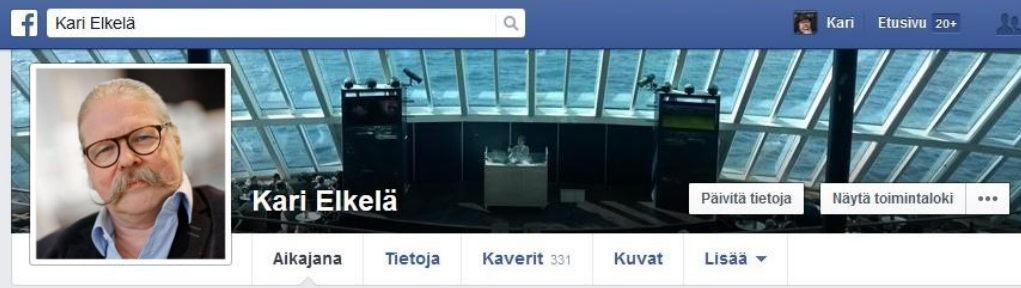 Kari Elkelä
Kari Etusivu 20+
Kari Elkelä
Päivitä tietoja Näytä toimintaloki
Aikajana Tietoja Kaverit 331 Kuvat Lisää